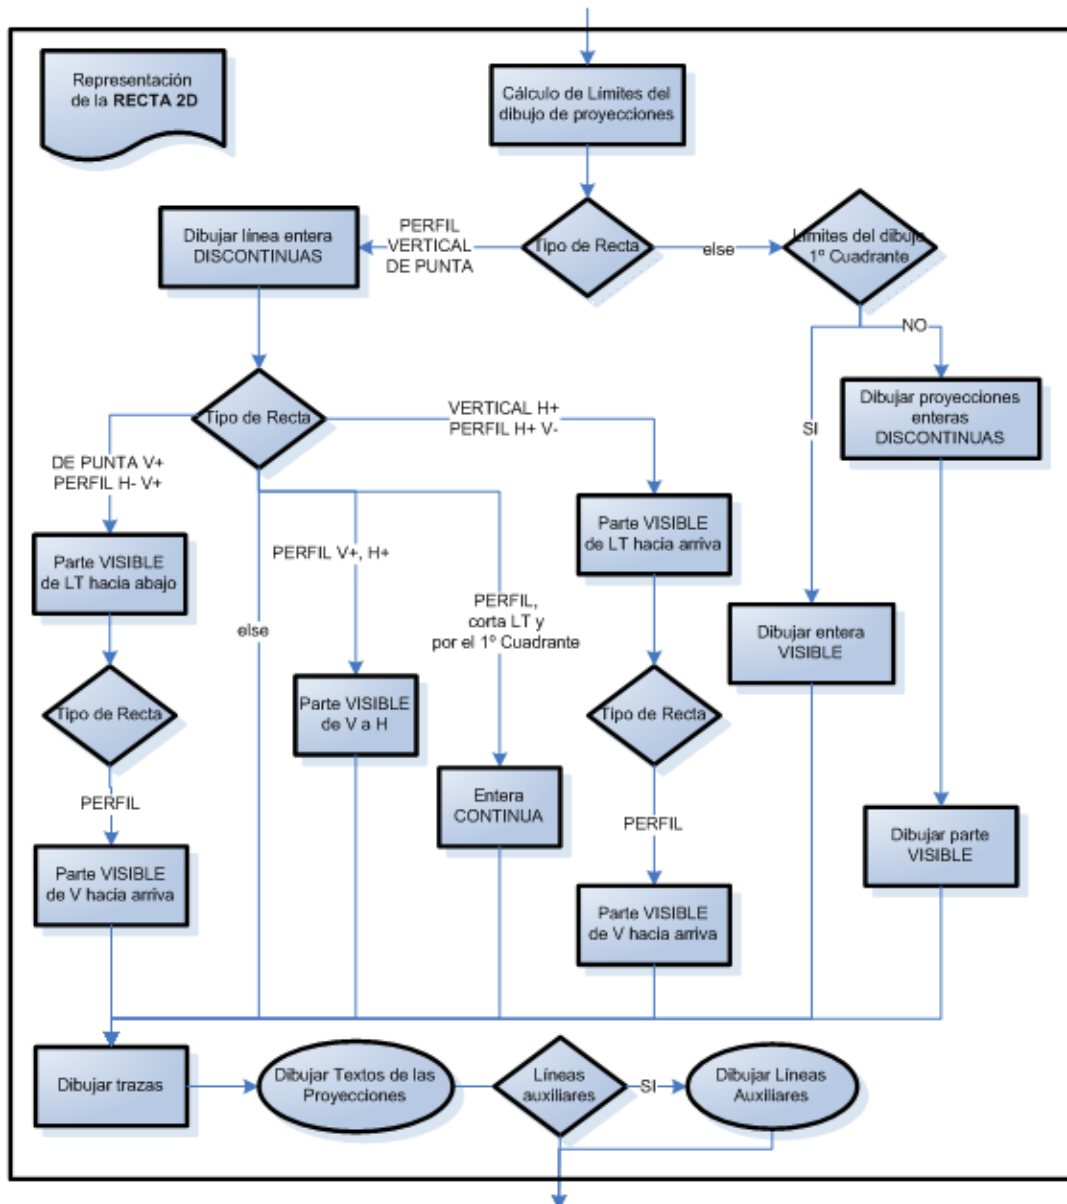 Representación
de la RECTA 2D
Cálculo de Límites del
dibujo de proyecciones
Dibujar línea entera
DISCONTINUAS
PERFIL
VERTICAL
DE PUNTA
Tipo de Recta
else
Límites del dibujo
1º Cuadrante
NO
SI
Dibujar proyecciones
enteras
DISCONTINUAS
Tipo de Recta
VERTICAL H+
PERFIL H+ V-
DE PUNTA V+
PERFIL H- V+
Parte VISIBLE
de LT hacia abajo
PERFIL V+, H+
Parte VISIBLE
de LT hacia arriva
else
PERFIL,
corta LT y
por el 1º Cuadrante
Dibujar entera
VISIBLE
Tipo de Recta
Parte VISIBLE
de V a H
Tipo de Recta
PERFIL
Entera
CONTINUA
PERFIL
Dibujar parte
VISIBLE
Parte VISIBLE
de V hacia arriva
Parte VISIBLE
de V hacia arriva
Dibujar trazas
Dibujar Textos de las
Proyecciones
Líneas
auxiliares
SI
Dibujar Líneas
Auxiliares